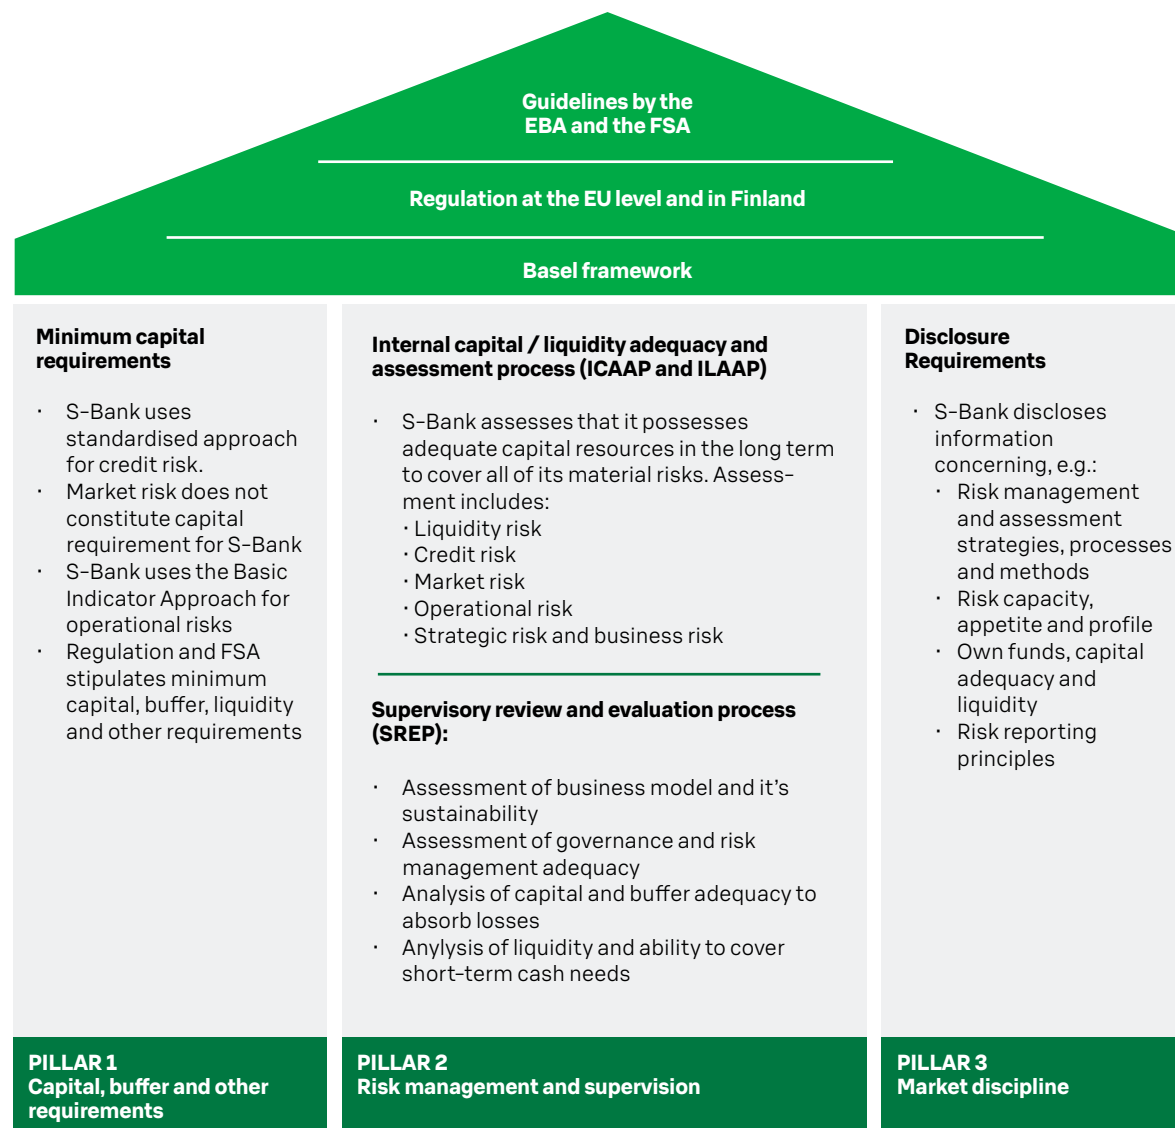 Guidelines by the
EBA and the FSA
Regulation at the EU level and in Finland
Basel framework
Minimum capital
requirements
· S-Bank uses
standardised approach
for credit risk.
· Market risk does not
constitute capital
requirement for S-Bank
· S-Bank uses the Basic
Indicator Approach for
operational risks
· Regulation and FSA
stipulates minimum
capital, buffer, liquidity
and other requirements
PILLAR 1
Capital, buffer and other
requirements
Internal capital / liquidity adequacy and
assessment process (ICAAP and ILAAP)
· S-Bank assesses that it possesses
adequate capital resources in the long term
to cover all of its material risks. Assess-
ment includes:
· Liquidity risk
· Credit risk
· Market risk
· Operational risk
· Strategic risk and business risk
Supervisory review and evaluation process
(SREP):
· Assessment of business model and it's
sustainability
· Assessment of governance and risk
management adequacy
· Analysis of capital and buffer adequacy to
absorb losses
· Anylysis of liquidity and ability to cover
short-term cash needs
PILLAR 2
Risk management and supervision
Disclosure
Requirements
· S-Bank discloses
information
concerning, e.g.:
· Risk management
and assessment
strategies, processes
and methods
· Risk capacity,
appetite and profile
· Own funds, capital
adequacy and
liquidity
· Risk reporting
principles
PILLAR 3
Market discipline